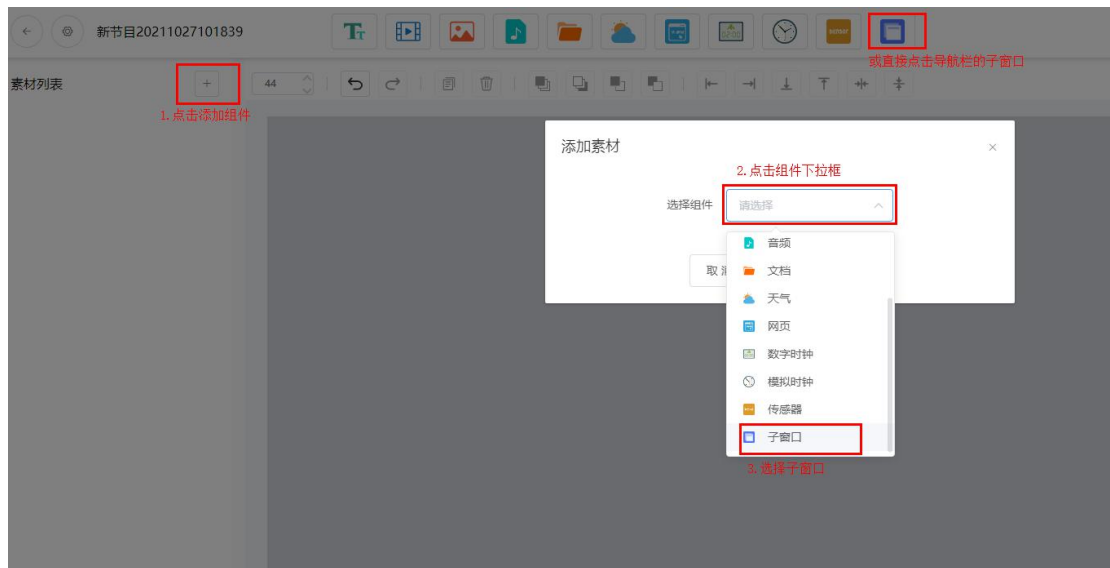 新节目20211027101839
Tт
sensor
或直接点击导航栏的子窗口
素材列表
44
1.点击添加组件
添加素材
2.点击组件下拉框
选择组件
请选择
音频
取消
文档
天气
网页
数字时钟
模拟时钟
传感器
子窗口
3.选择子窗口